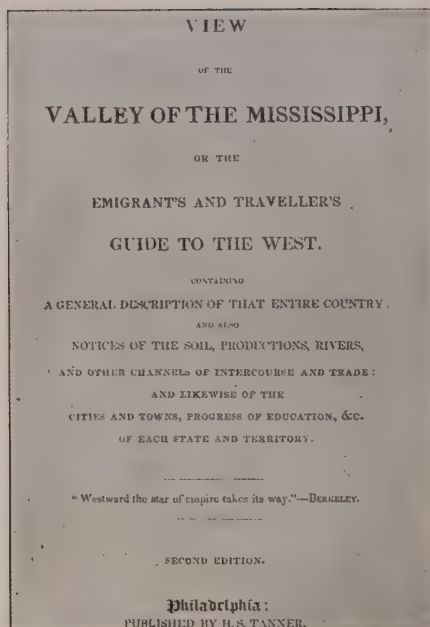 VIEW
OF THE
VALLEY OF THE MISSISSIPPI,
OR THE
EMIGRANT'S AND TRAVELLER'S
GUIDE TO THE WEST.
CONTAINING
A GENERAL DESCRIPTION OF THAT ENTIRE COUNTRY.
AND ALSO
NOTICES OF THE SOIL, PRODUCTIONS, RIVERS,
AND OTHER CHANNELS OF INTERCOURSE AND TRADE:
AND LIKEWISE OF THE
CITIES AND TOWNS, PROGRESS OF EDUCATION, &C.
OF EACH STATE AND TERRITORY.
"Westward the star of empire takes its way."—BERKELEY.
SECOND EDITION.
Philadelphia:
PUBLISHED BY H. S. TANNER.